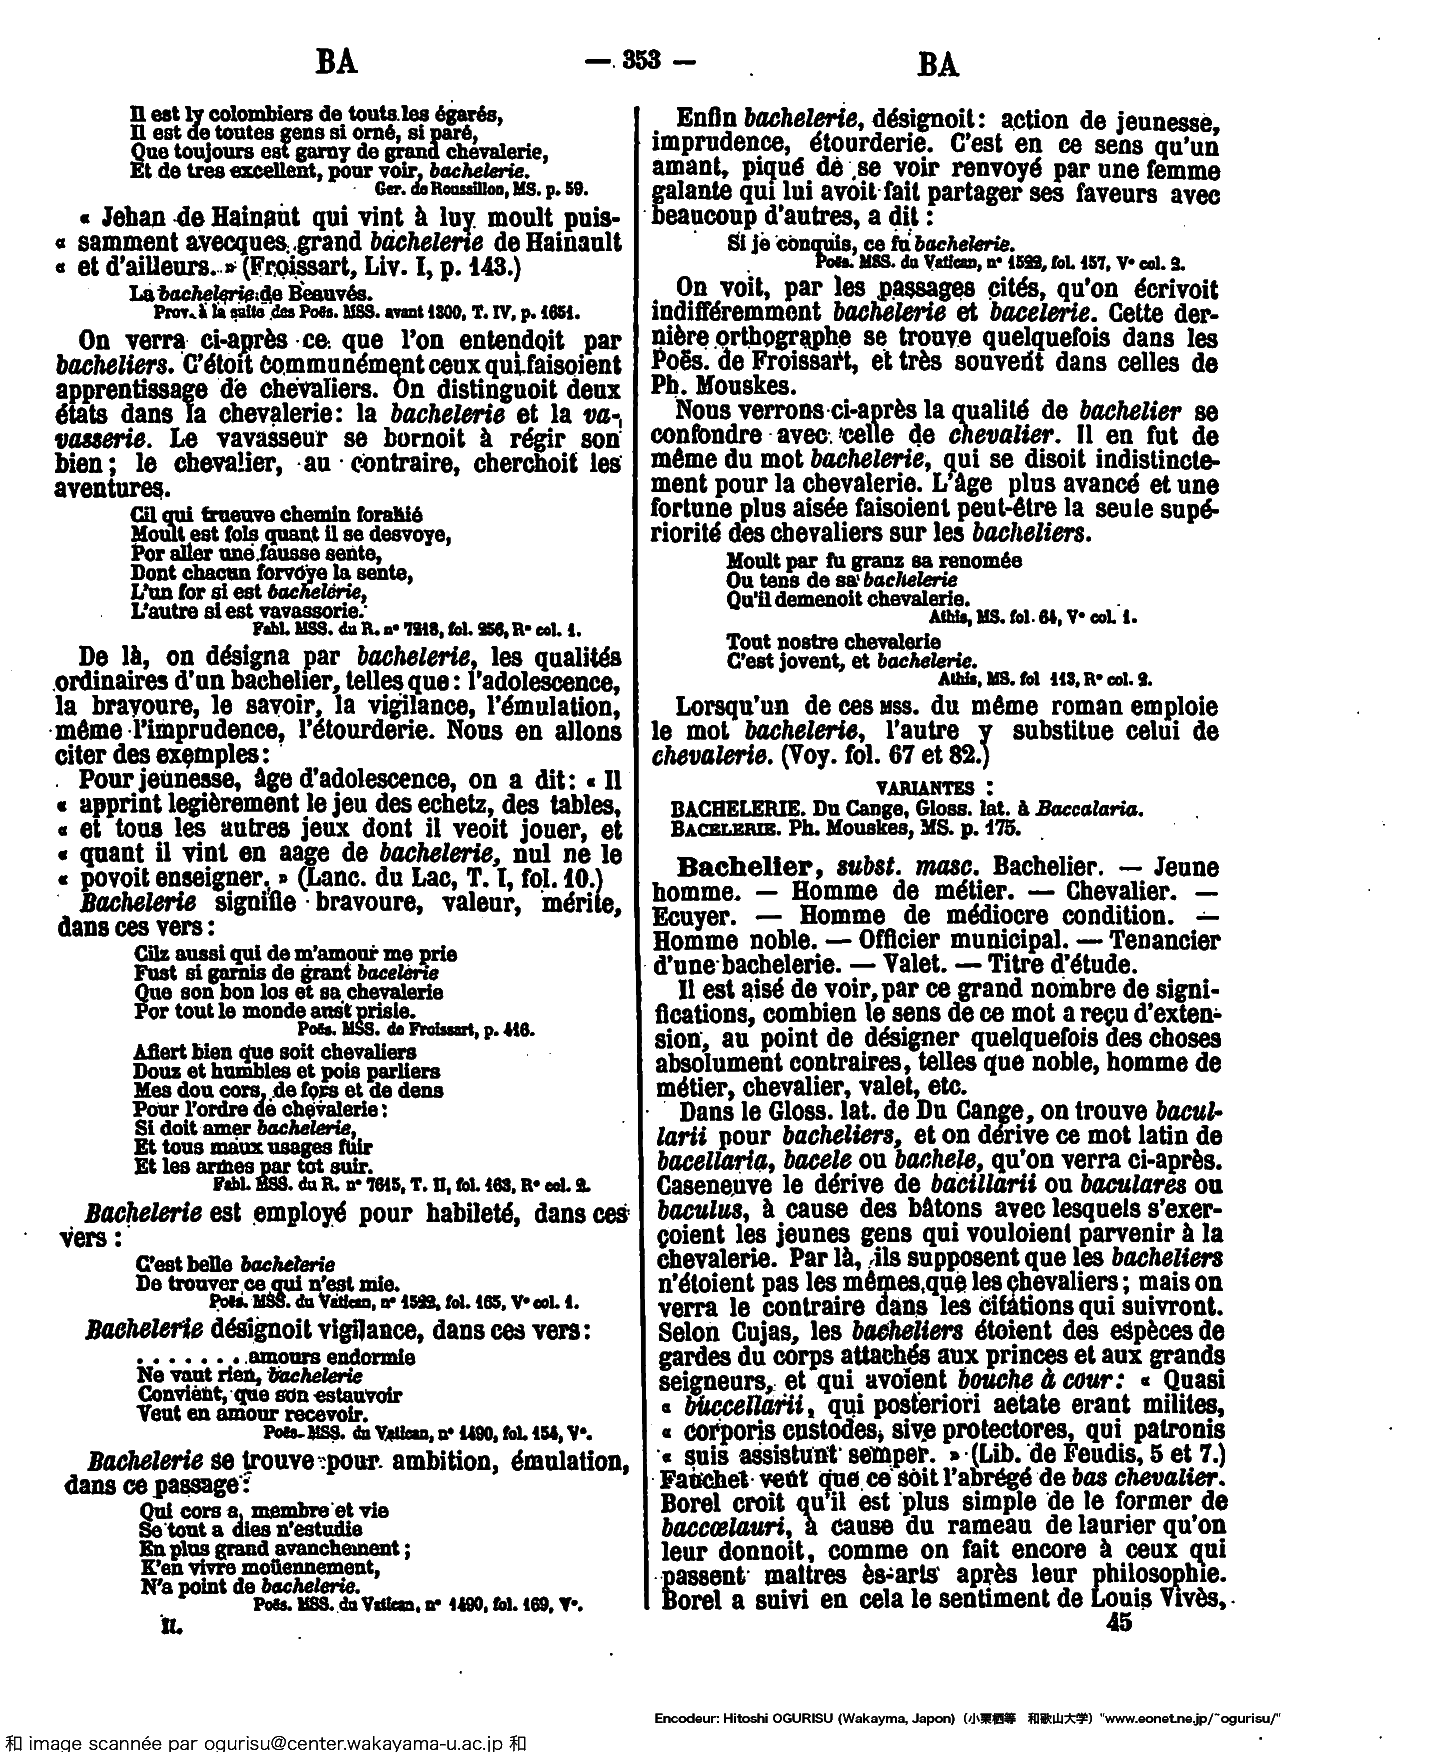 BA
— 353 —
BA
Il est ly colombiers de touts les égarés,
Il est de toutes gens si orné, si paré,
Que toujours est garny de grand chevalerie,
Et de tres excellent, pour voir, bachelerie.
Ger. de Roussillon, MS. p. 59.
« Jehan de Hainaut qui vint à luy moult puis-
« samment avecques grand bachelerie de Hainault
« et d'ailleurs. » (Froissart, Liv. I, p. 143.)
La bachelerie de Beauvés.
Prov. à la suite des Poës. MSS. avant 1300, T. IV, p. 1651.
On verra ci-après ce que l'on entendoit par
bacheliers. C'étoit communément ceux qui faisoient
apprentissage de chevaliers. On distinguoit deux
états dans la chevalerie: la bachelerie et la va-
vasserie. Le vavasseur se bornoit à régir son
bien; le chevalier, au contraire, cherchoit les
aventures.
Cil qui trueuve chemin forahié
Moult est fols quant il se desvoye,
Por aller une fausse sente,
Dont chacun forvoye la sente,
L'un for si est bachelerie,
L'autre si est vavassorie.
Fabl. MSS. du R. n° 7218, fol. 256, R° col. 1.
De là, on désigna par bachelerie, les qualités
ordinaires d'un bachelier, telles que: l'adolescence,
la bravoure, le savoir, la vigilance, l'émulation,
même l'imprudence, l'étourderie. Nous en allons
citer des exemples:
Pour jeunesse, âge d'adolescence, on a dit: « Il
« apprint legièrement le jeu des echetz, des tables,
« et tous les autres jeux dont il veoit jouer, et
« quant il vint en aage de bachelerie, nul ne le
« povoit enseigner. » (Lanc. du Lac, T. I, fol. 10.)
Bachelerie signifie bravoure, valeur, mérite,
dans ces vers:
Cilz aussi qui de m'amour me prie
Fust si garnis de grant bacelerie
Que son bon los et sa chevalerie
Por tout le monde anst prisie.
Poës. MSS. de Froissart, p. 416.
Afiert bien que soit chevaliers
Douz et humbles et pois parliers
Mes dou cors, de fors et de dens
Pour l'ordre de chevalerie:
Si doit amer bachelerie,
Et tous maux usages fuir
Et les armes par tot suir.
Fabl. MSS. du R. n° 7615, T. II, fol. 163, R° col. 2.
Bachelerie est employé pour habileté, dans ces
vers:
C'est belle bachelerie
De trouver ce qui n'est mie.
Poës. MSS. du Vatican, n° 1522, fol. 165, V° col. 1.
Bachelerie désignoit vigilance, dans ces vers:
. . . . . . . amours endormie
Ne vaut rien, bachelerie
Convient, que son estauvoir
Veut en amour recevoir.
Poës. MSS. du Vatican, n° 1490, fol. 154, V°.
Bachelerie se trouve pour ambition, émulation,
dans ce passage:
Qui cors a, membre et vie
Se tout a dies n'estudie
En plus grand avanchement;
K'en vivre moüennement,
N'a point de bachelerie.
Poës. MSS. du Vatican, n° 1490, fol. 169, V°.
II.
Enfin bachelerie, désignoit: action de jeunesse,
imprudence, étourderie. C'est en ce sens qu'un
amant, piqué de se voir renvoyé par une femme
galante qui lui avoit fait partager ses faveurs avec
beaucoup d'autres, a dit:
Si je conquis, ce fu bachelerie.
Poës. MSS. du Vatican, n° 1522, fol. 157, V° col. 2.
On voit, par les passages cités, qu'on écrivoit
indifféremment bachelerie et bacelerie. Cette der-
nière orthographe se trouve quelquefois dans les
Poës. de Froissart, et très souvent dans celles de
Ph. Mouskes.
Nous verrons ci-après la qualité de bachelier se
confondre avec celle de chevalier. Il en fut de
même du mot bachelerie, qui se disoit indistincte-
ment pour la chevalerie. L'âge plus avancé et une
fortune plus aisée faisoient peut-être la seule supé-
riorité des chevaliers sur les bacheliers.
Moult par fu granz sa renomée
Ou tens de sa bachelerie
Qu'il demenoit chevalerie.
Athis, MS. fol. 64, V° col. 1.
Tout nostre chevalerie
C'est jovent, et bachelerie.
Athis, MS. fol 113, R° col. 2.
Lorsqu'un de ces MSS. du même roman emploie
le mot bachelerie, l'autre y substitue celui de
chevalerie. (Voy. fol. 67 et 82.)
VARIANTES :
BACHELERIE. Du Cange, Gloss. lat. à Baccalaria.
BACELERIE. Ph. Mouskes, MS. p. 175.
Bachelier, subst. masc. Bachelier. — Jeune
homme. — Homme de métier. — Chevalier. —
Ecuyer. — Homme de médiocre condition. —
Homme noble. — Officier municipal. — Tenancier
d'une bachelerie. — Valet. — Titre d'étude.
Il est aisé de voir, par ce grand nombre de signi-
fications, combien le sens de ce mot a reçu d'exten-
sion, au point de désigner quelquefois des choses
absolument contraires, telles que noble, homme de
métier, chevalier, valet, etc.
Dans le Gloss. lat. de Du Cange, on trouve bacul-
larii pour bacheliers, et on dérive ce mot latin de
bacellaria, bacele ou bachele, qu'on verra ci-après.
Caseneuve le dérive de bacillarii ou baculares ou
baculus, à cause des bâtons avec lesquels s'exer-
çoient les jeunes gens qui vouloient parvenir à la
chevalerie. Par là, ils supposent que les bacheliers
n'étoient pas les mêmes que les chevaliers; mais on
verra le contraire dans les citations qui suivront.
Selon Cujas, les bacheliers étoient des espèces de
gardes du corps attachés aux princes et aux grands
seigneurs, et qui avoient bouche à cour: « Quasi
« buccellarii, qui posteriori aetate erant milites,
« corporis custodes, sive protectores, qui patronis
« suis assistunt semper. » (Lib. de Feudis, 5 et 7.)
Fauchet veut que ce soit l'abrégé de bas chevalier.
Borel croit qu'il est plus simple de le former de
baccœlauri, à cause du rameau de laurier qu'on
leur donnoit, comme on fait encore à ceux qui
passent maîtres ès-arts après leur philosophie.
Borel a suivi en cela le sentiment de Louis Vivès,
45
Encodeur: Hitoshi OGURISU (Wakayma, Japon) (小栗栖等 和歌山大学) "www.eonet.ne.jp/~ogurisu/"
和 image scannée par ogurisu@center.wakayama-u.ac.jp 和